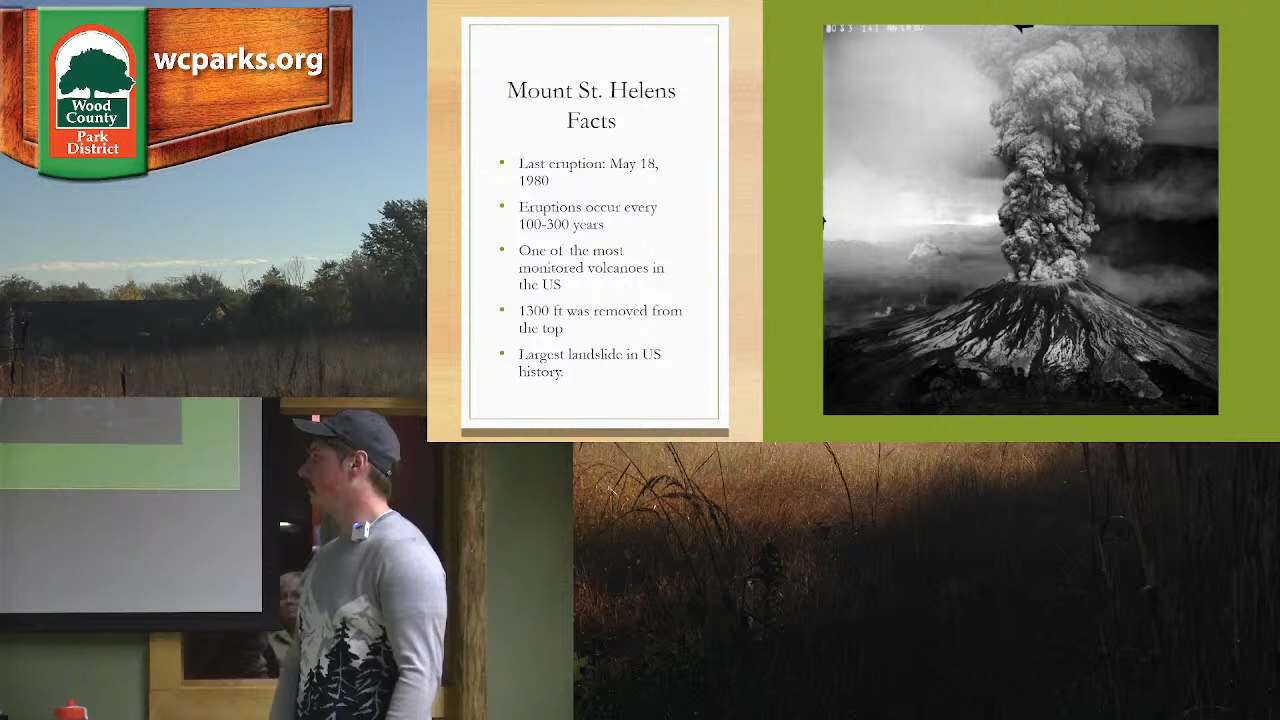 wcparks.org
Wood
County
Park
District
Mount St. Helens
Facts
Last eruption: May 18,
1980
Eruptions occur every
100-300 years
One of the most
monitored volcanoes in
the US
1300 ft was removed from
the top
Largest landslide in US
history.